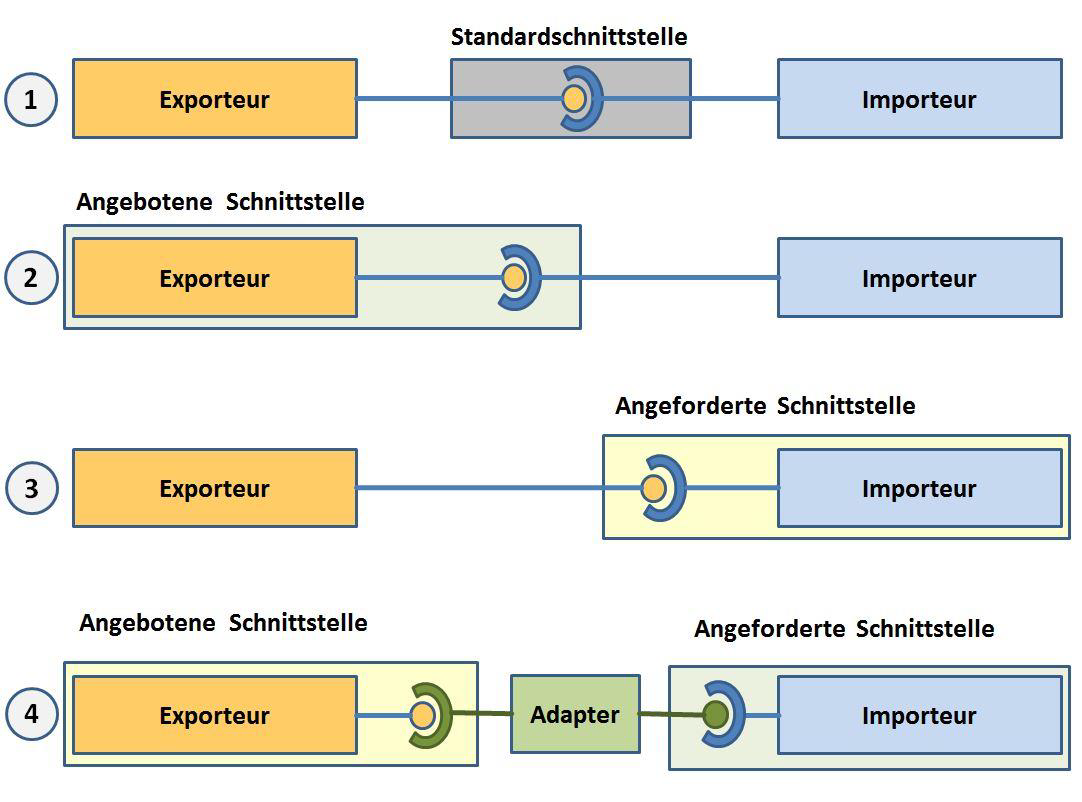 Standardschnittstelle
1 Exporteur Importeur
Angebotene Schnittstelle
2 Exporteur Importeur
Angeforderte Schnittstelle
3 Exporteur Importeur
Angebotene Schnittstelle
Angeforderte Schnittstelle
4 Exporteur Adapter Importeur